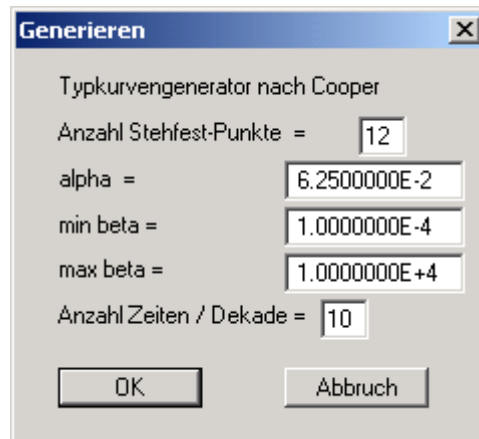 Generieren
Typkurvengenerator nach Cooper
Anzahl Stehfest-Punkte = 12
alpha = 6.2500000E-2
min beta = 1.0000000E-4
max beta = 1.0000000E+4
Anzahl Zeiten / Dekade = 10
OK Abbruch